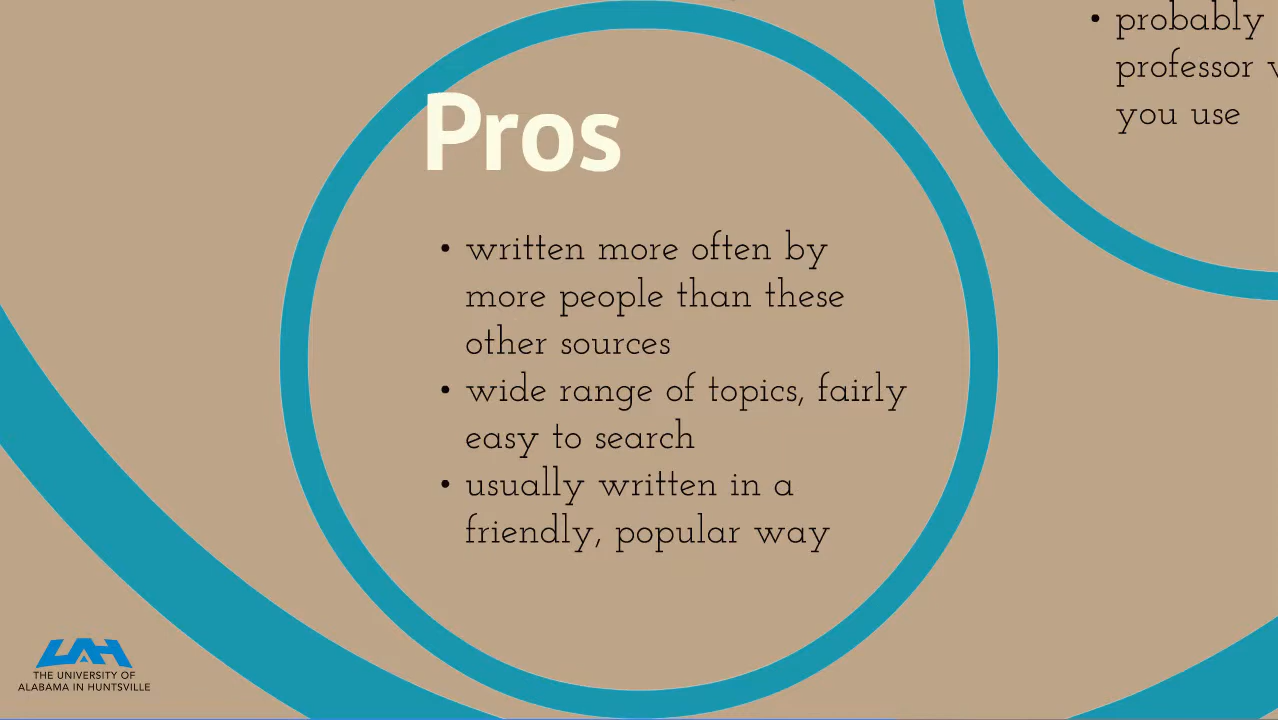 Pros
• written more often by
more people than these
other sources
• wide range of topics, fairly
easy to search
• usually written in a
friendly, popular way
• probably
professor
you use
UAH
THE UNIVERSITY OF
ALABAMA IN HUNTSVILLE